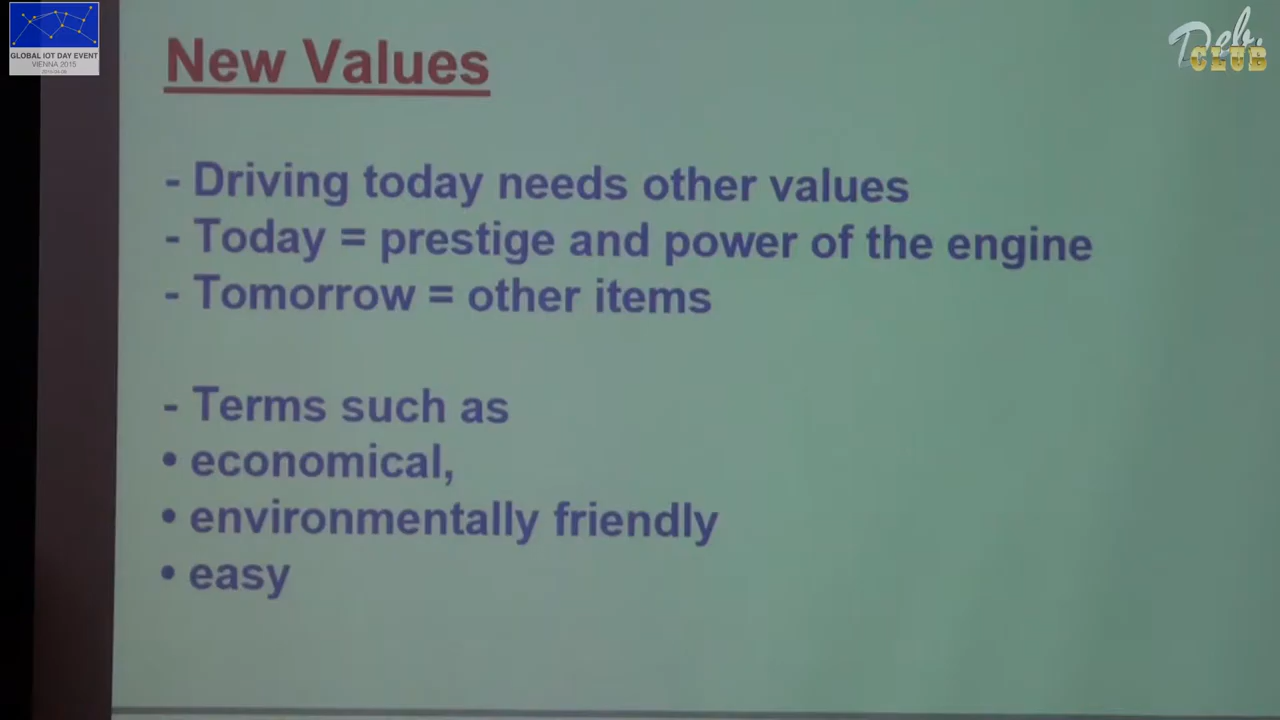 GLOBAL IOT DAY EVENT
VIENNA 2015
Deb.
CLUB
New Values
- Driving today needs other values
- Today = prestige and power of the engine
- Tomorrow = other items
- Terms such as
• economical,
• environmentally friendly
• easy